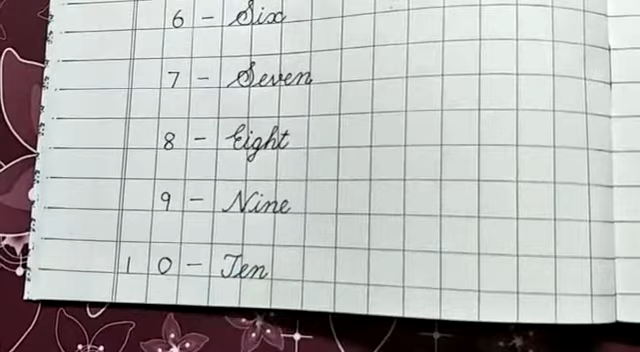 6 - Six
7 - Seven
8 - Eight
9 - Nine
10 - Ten